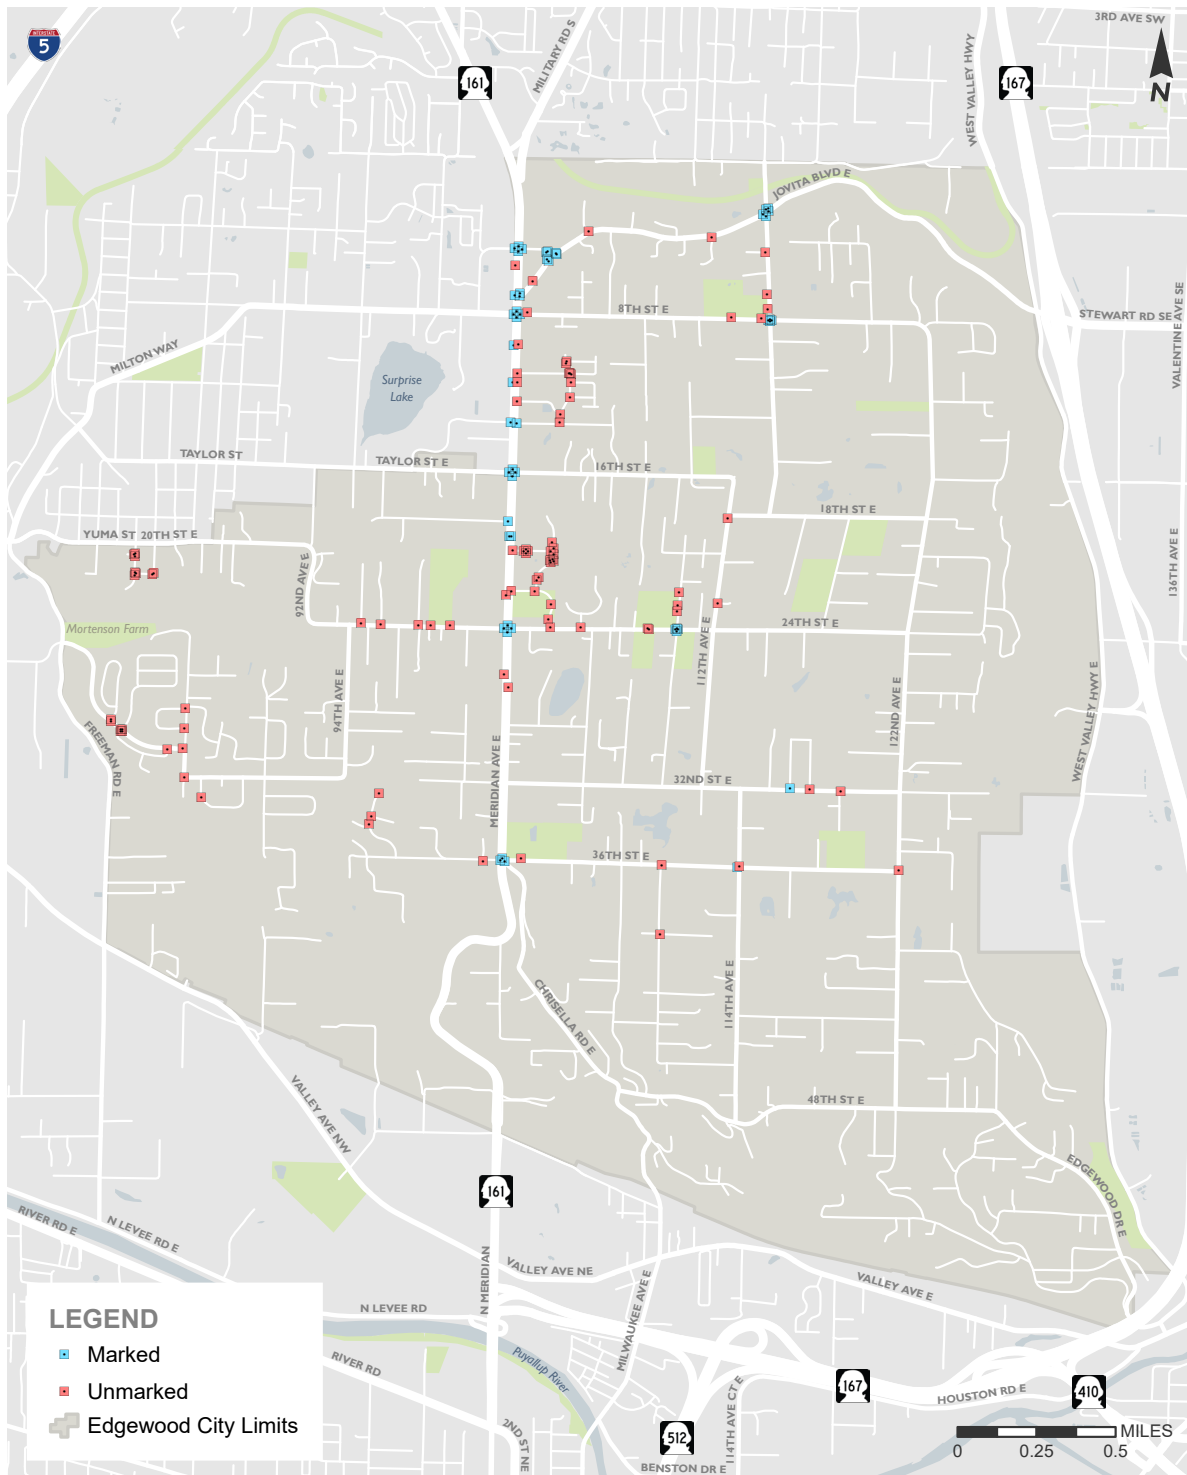 3RD AVE SW
INTERSTATE
5
161
MILITARY RD S
WEST VALLEY HWY
167
N
JOVITA BLVD E
8TH ST E
STEWART RD SE
VALENTINE AVE SE
MILTON WAY
Surprise
Lake
TAYLOR ST
TAYLOR ST E
16TH ST E
18TH ST E
YUMA ST
20TH ST E
92ND AVE E
136TH AVE E
Mortenson Farm
24TH ST E
112TH AVE E
94TH AVE E
122ND AVE E
WEST VALLEY HWY E
FREEMAN RD E
MERIDIAN AVE E
32ND ST E
36TH ST E
114TH AVE E
CHRISELLA RD E
48TH ST E
VALLEY AVE NW
EDGEWOOD DR E
161
RIVER RD E
N LEVEE RD E
N MERIDIAN
VALLEY AVE NE
VALLEY AVE E
MILWAUKEE AVE E
N LEVEE RD
RIVER RD
Puyallup River
167
HOUSTON RD E
410
114TH AVE CT E
512
2ND ST NE
BENSTON DR E
LEGEND
Marked
Unmarked
Edgewood City Limits
MILES
0 0.25 0.5